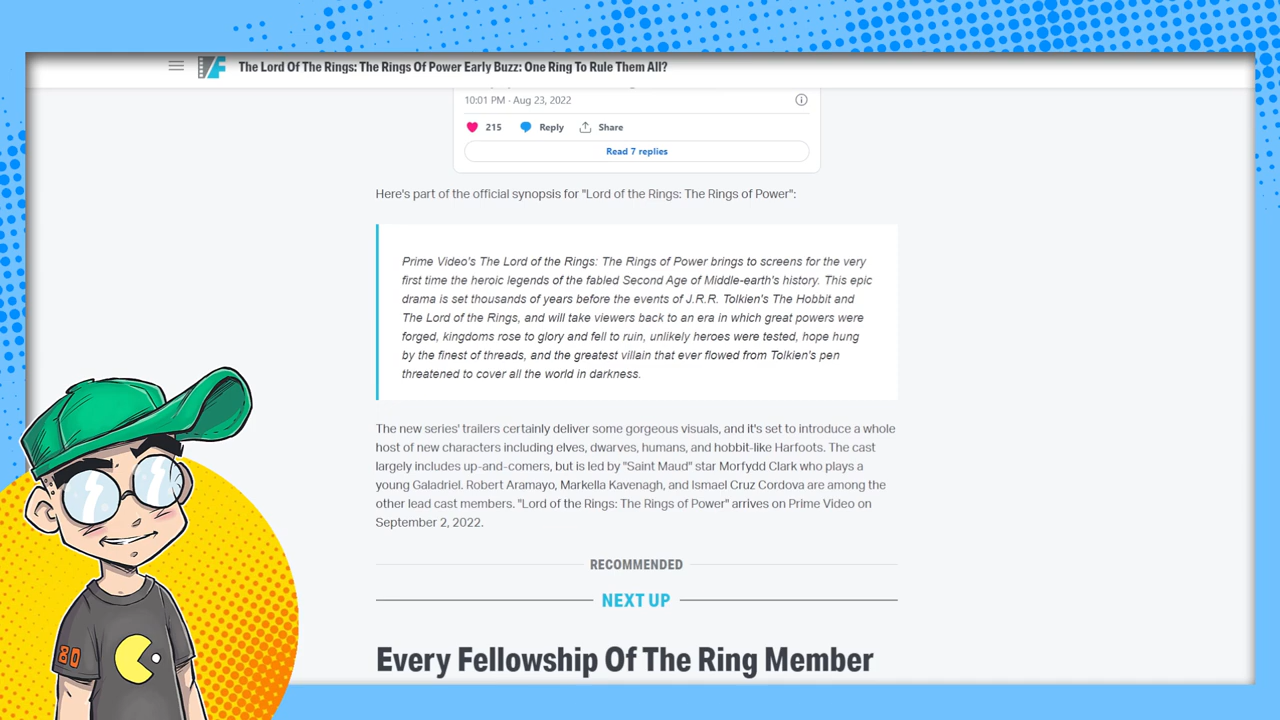 The Lord Of The Rings: The Rings Of Power Early Buzz: One Ring To Rule Them All?
10:01 PM · Aug 23, 2022
215 Reply Share
Read 7 replies
Here's part of the official synopsis for "Lord of the Rings: The Rings of Power":
Prime Video's The Lord of the Rings: The Rings of Power brings to screens for the very
first time the heroic legends of the fabled Second Age of Middle-earth's history. This epic
drama is set thousands of years before the events of J.R.R. Tolkien's The Hobbit and
The Lord of the Rings, and will take viewers back to an era in which great powers were
forged, kingdoms rose to glory and fell to ruin, unlikely heroes were tested, hope hung
by the finest of threads, and the greatest villain that ever flowed from Tolkien's pen
threatened to cover all the world in darkness.
The new series' trailers certainly deliver some gorgeous visuals, and it's set to introduce a whole
host of new characters including elves, dwarves, humans, and hobbit-like Harfoots. The cast
largely includes up-and-comers, but is led by "Saint Maud" star Morfydd Clark who plays a
young Galadriel. Robert Aramayo, Markella Kavenagh, and Ismael Cruz Cordova are among the
other lead cast members. "Lord of the Rings: The Rings of Power" arrives on Prime Video on
September 2, 2022.
RECOMMENDED
NEXT UP
Every Fellowship Of The Ring Member
80